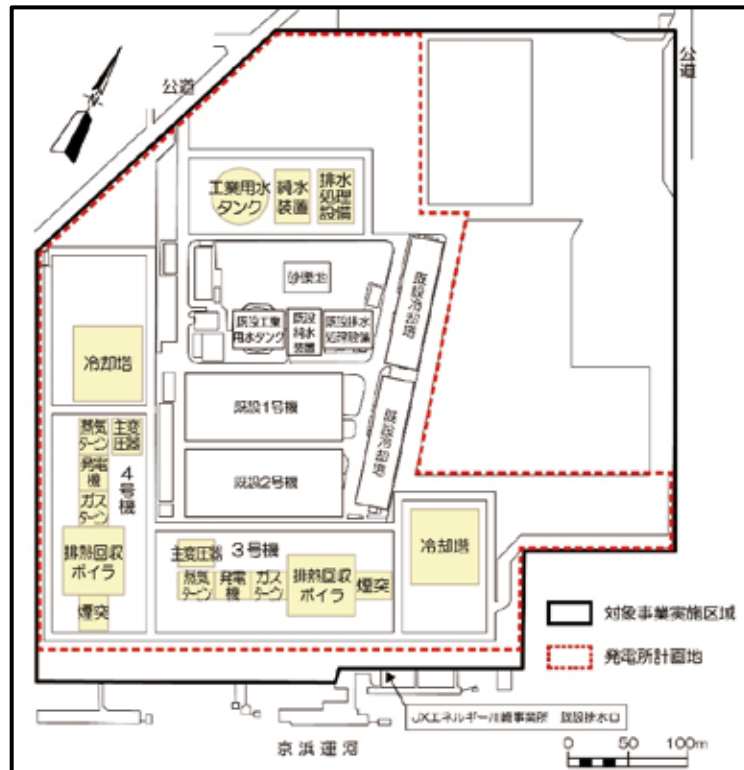 公道
公道
N
工業用水
タンク
純水
装置
排水
処理
設備
沙濃池
既設工業
用水タンク
既設
純水
装置
既設排水
処理設備
既設冷却塔
既設冷却塔
冷却塔
既設1号機
既設2号機
蒸気
タービン
主変
圧器
発電
機
ガス
タービン
4号機
排熱回収
ボイラ
煙突
主変圧器
3号機
蒸気
タービン
発電
機
ガス
タービン
排熱回収
ボイラ
煙突
冷却塔
対象事業実施区域
発電所計画地
JXエネルギー川崎事業所 既設排水口
京浜運河
0 50 100m